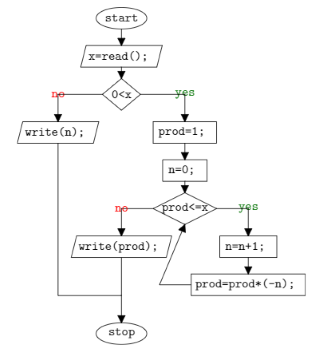 start
x=read();
0<x
no
yes
write(n);
prod=1;
n=0;
prod<=x
no
yes
write(prod);
n=n+1;
prod=prod*(-n);
stop